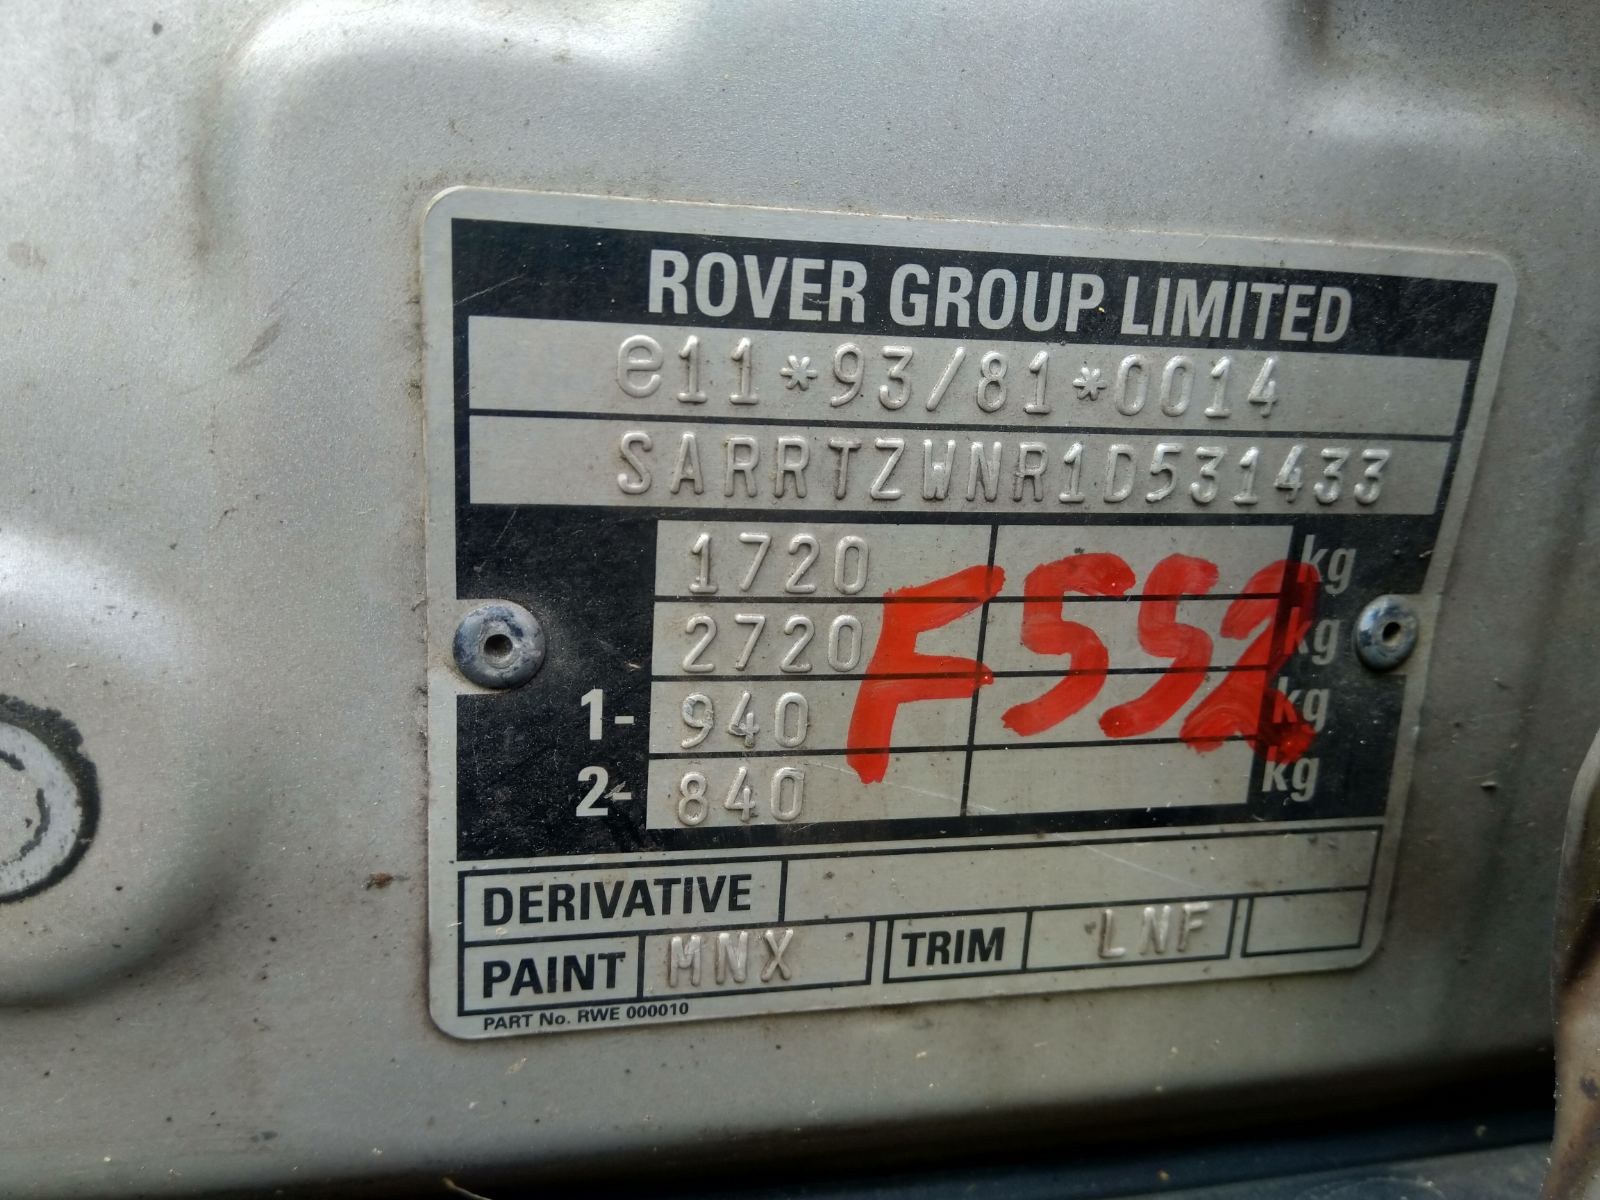 ROVER GROUP LIMITED
e11*93/81*0014
SARRTZWNR1D531433
1720 kg
2720 kg
1- 940 kg
2- 840 kg
F552
DERIVATIVE
PAINT MNX TRIM LNF
PART No. RWE 000010